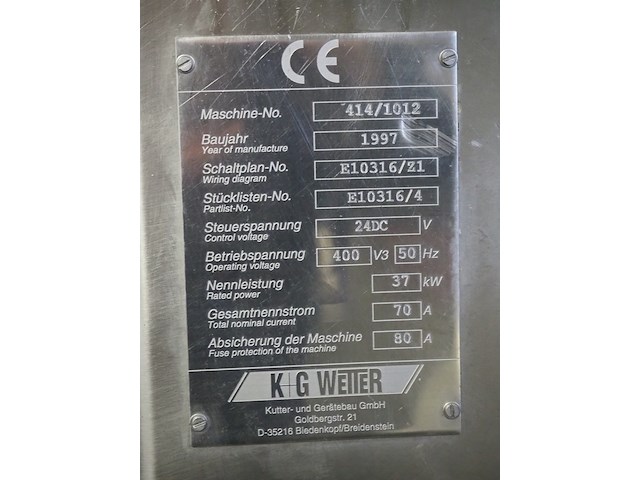 CE
Maschine-No. 414/1012
Baujahr 1997
Year of manufacture
Schaltplan-No. E10316/Z1
Wiring diagram
Stücklisten-No. E10316/4
Partlist-No.
Steuerspannung 24DC V
Control voltage
Betriebspannung 400 V3 50 Hz
Operating voltage
Nennleistung 37 kW
Rated power
Gesamtnennstrom 70 A
Total nominal current
Absicherung der Maschine 80 A
Fuse protection of the machine
K+G WETTER
Kutter- und Gerätebau GmbH
Goldbergstr. 21
D-35216 Biedenkopf/Breidenstein